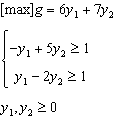 [max]g = 6y₁ + 7y₂
−y₁ + 5y₂ ≥ 1
y₁ − 2y₂ ≥ 1
y₁, y₂ ≥ 0